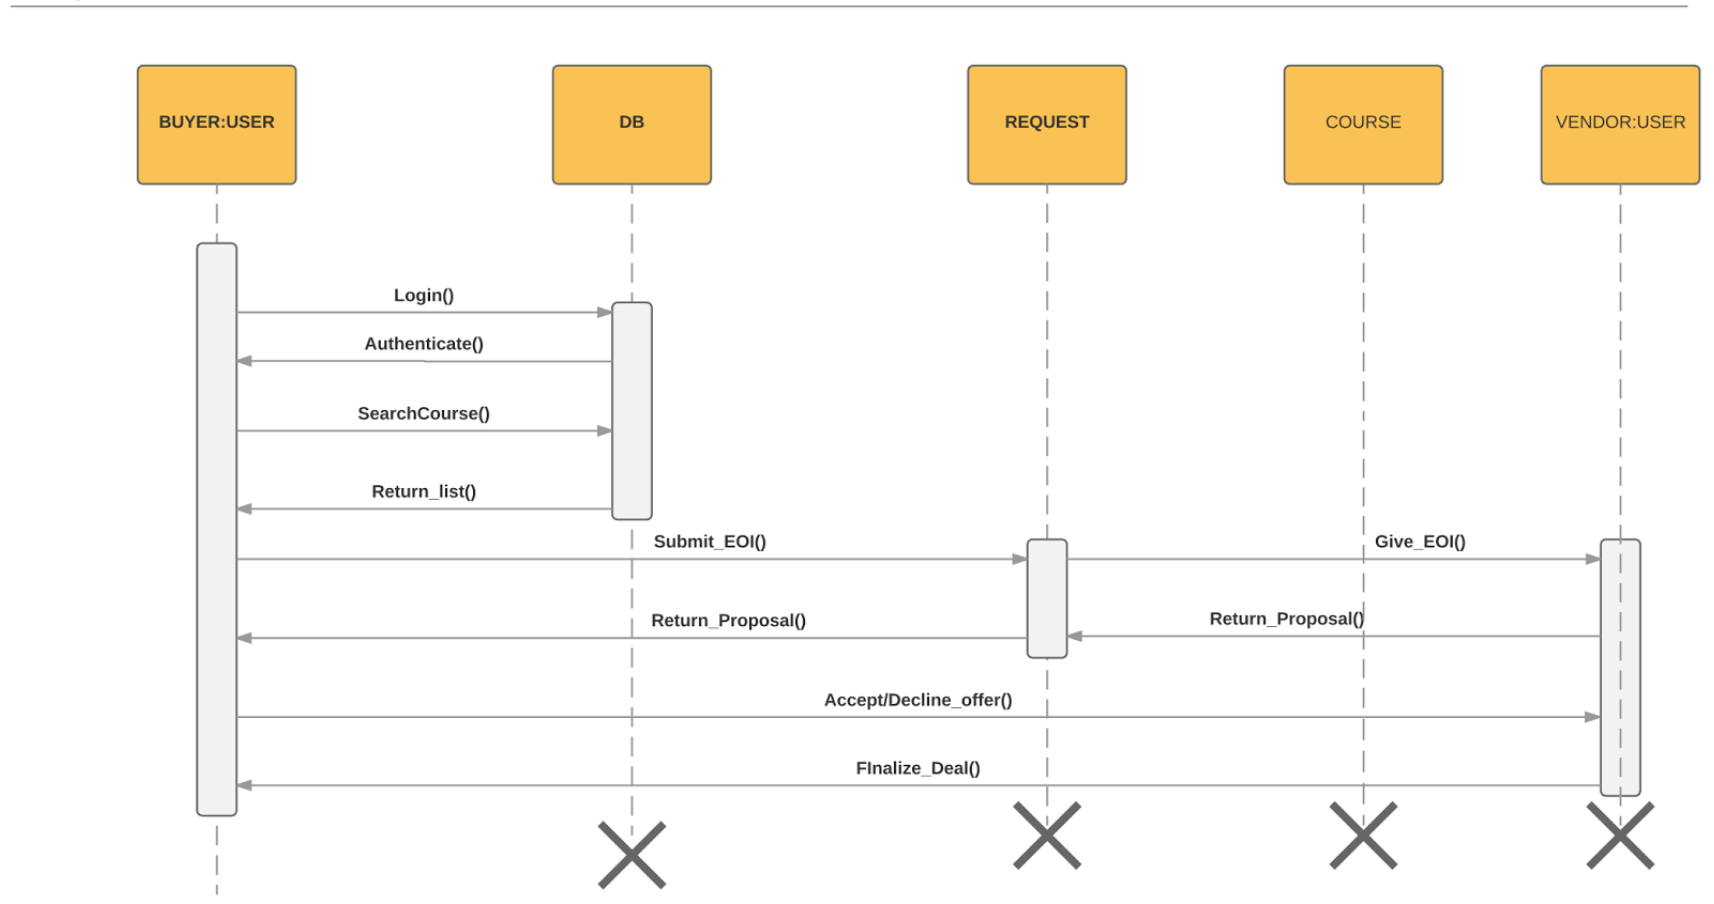 BUYER:USER
DB
REQUEST
COURSE
VENDOR:USER
Login()
Authenticate()
SearchCourse()
Return_list()
Submit_EOI()
Give_EOI()
Return_Proposal()
Return_Proposal()
Accept/Decline_offer()
FInalize_Deal()